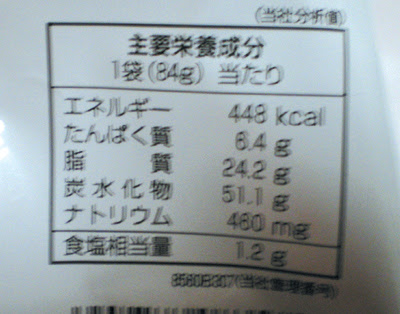 (当社分析値)
主要栄養成分
1袋(84g) 当たり
エネルギー 448 kcal
たんぱく質 6.4 g
脂 質 24.2 g
炭水化物 51.1 g
ナトリウム 460 mg
食塩相当量 1.2 g
8560B307(当社管理番号)